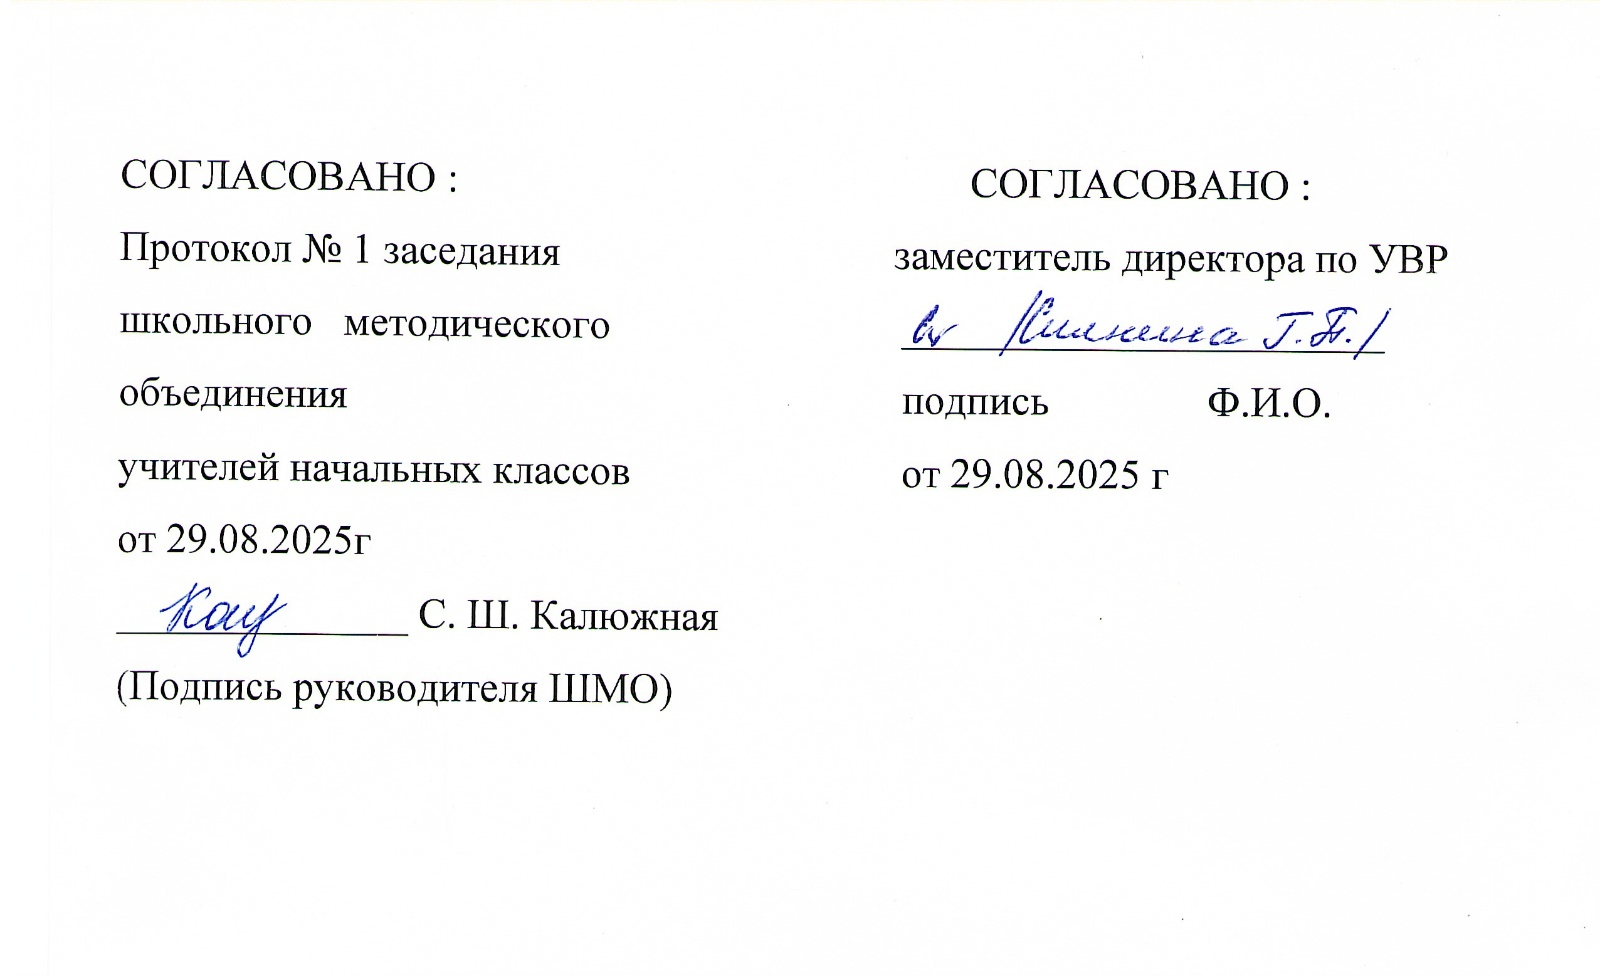 СОГЛАСОВАНО :
Протокол № 1 заседания
школьного методического
объединения
учителей начальных классов
от 29.08.2025г
С. Ш. Калюжная
(Подпись руководителя ШМО)
СОГЛАСОВАНО :
заместитель директора по УВР
Г.П./
подпись Ф.И.О.
от 29.08.2025 г